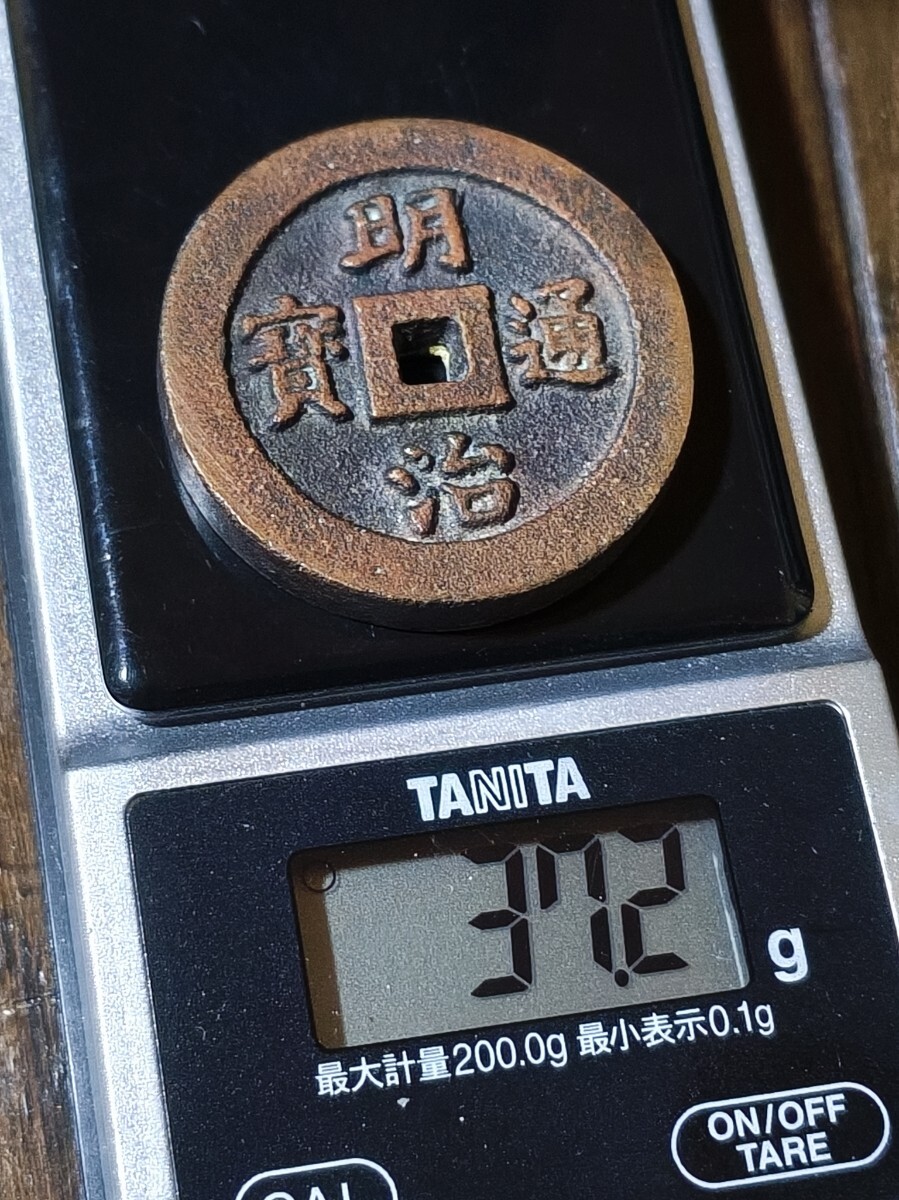 明
寶 通
治
TANITA
37.2 g
最大計量200.0g 最小表示0.1g
ON/OFF
TARE
CAL